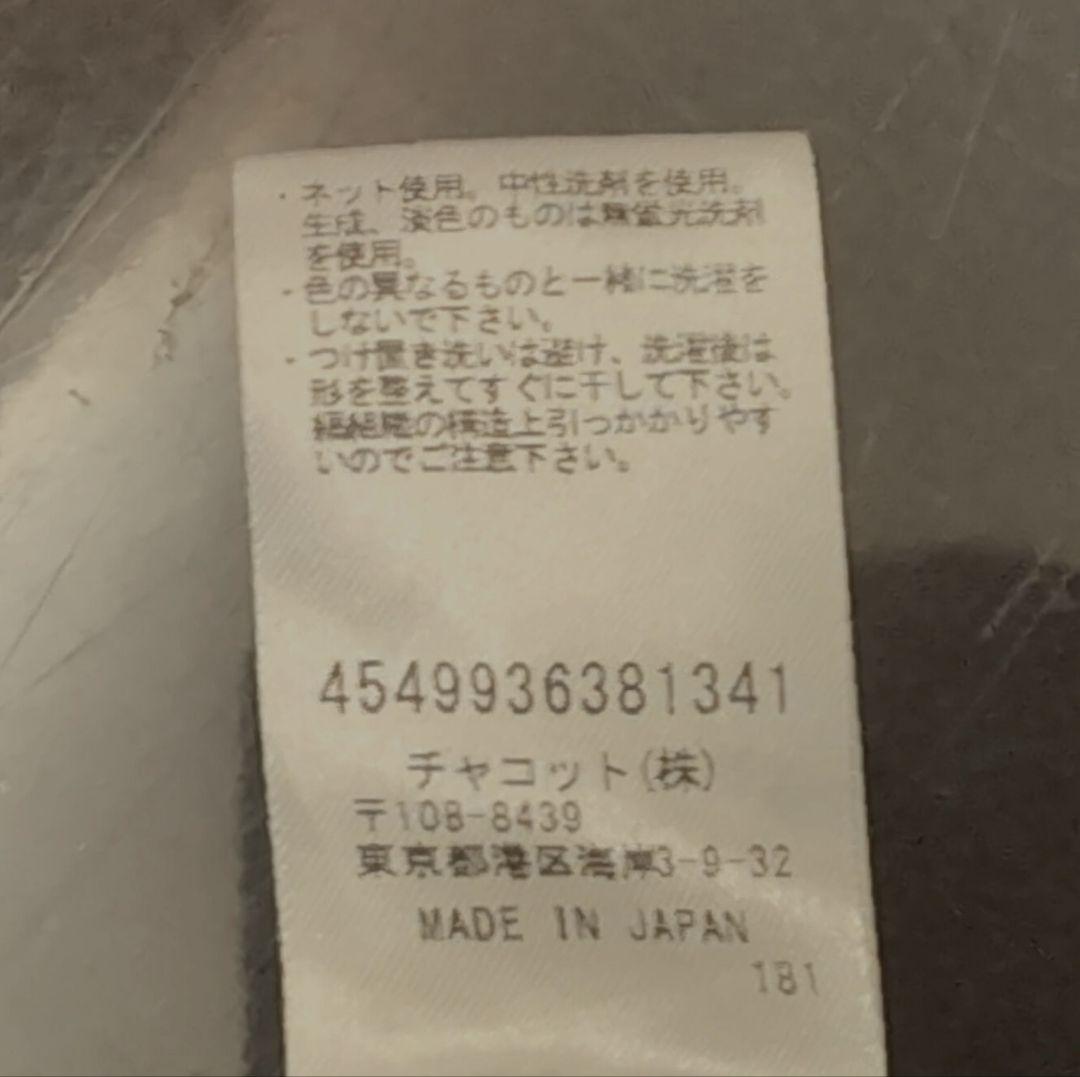 ・ネット使用。中性洗剤を使用。
生成、淡色のものは無蛍光洗剤
を使用。
・色の異なるものと一緒に洗濯を
しないで下さい。
・つけ置き洗いは避け、洗濯後は
形を整えてすぐに干して下さい。
編組織の構造上引っかかりやす
いのでご注意下さい。
4549936381341
チャコット(株)
〒108-8439
東京都港区海岸3-9-32
MADE IN JAPAN
181